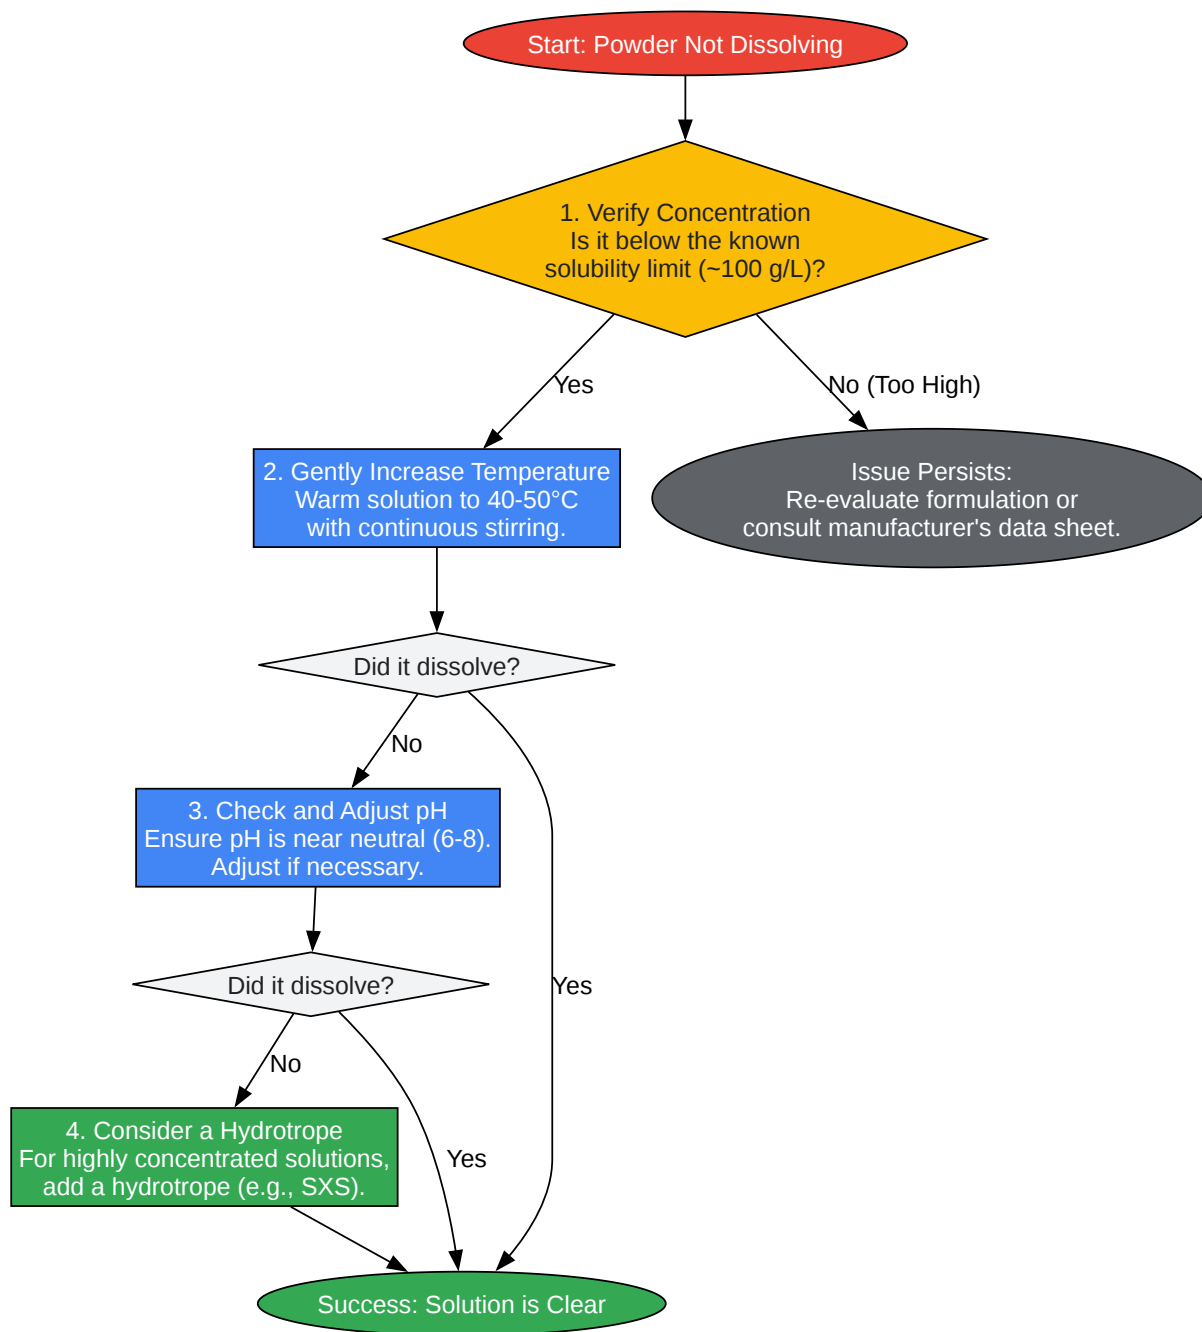 Start: Powder Not Dissolving
1. Verify Concentration
Is it below the known
solubility limit (~100 g/L)?
Yes
No (Too High)
2. Gently Increase Temperature
Warm solution to 40-50°C
with continuous stirring.
Issue Persists:
Re-evaluate formulation or
consult manufacturer's data sheet.
Did it dissolve?
No
3. Check and Adjust pH
Ensure pH is near neutral (6-8).
Adjust if necessary.
Did it dissolve?
Yes
No
4. Consider a Hydrotrope
For highly concentrated solutions,
add a hydrotrope (e.g., SXS).
Yes
Success: Solution is Clear